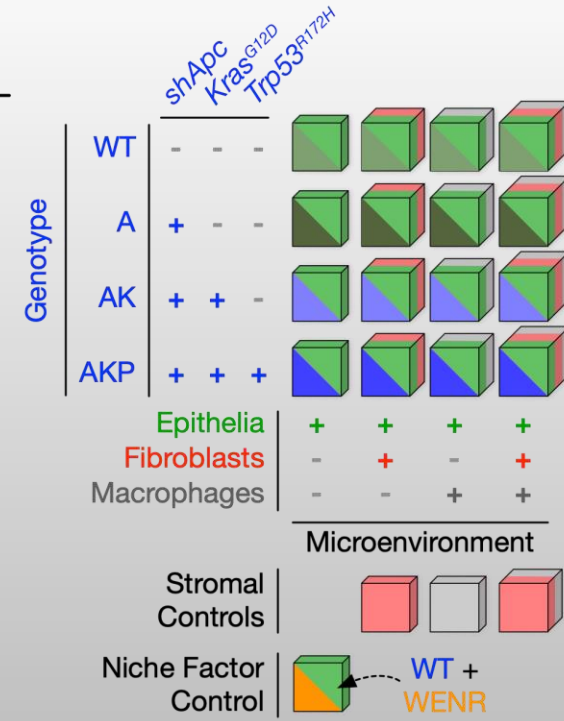 shApc Kras^G12D Trp53^R172H
Genotype
WT - - -
A + - -
AK + + -
AKP + + +
Epithelia + + + +
Fibroblasts - + - +
Macrophages - - + +
Microenvironment
Stromal
Controls
Niche Factor
Control
WT +
WENR